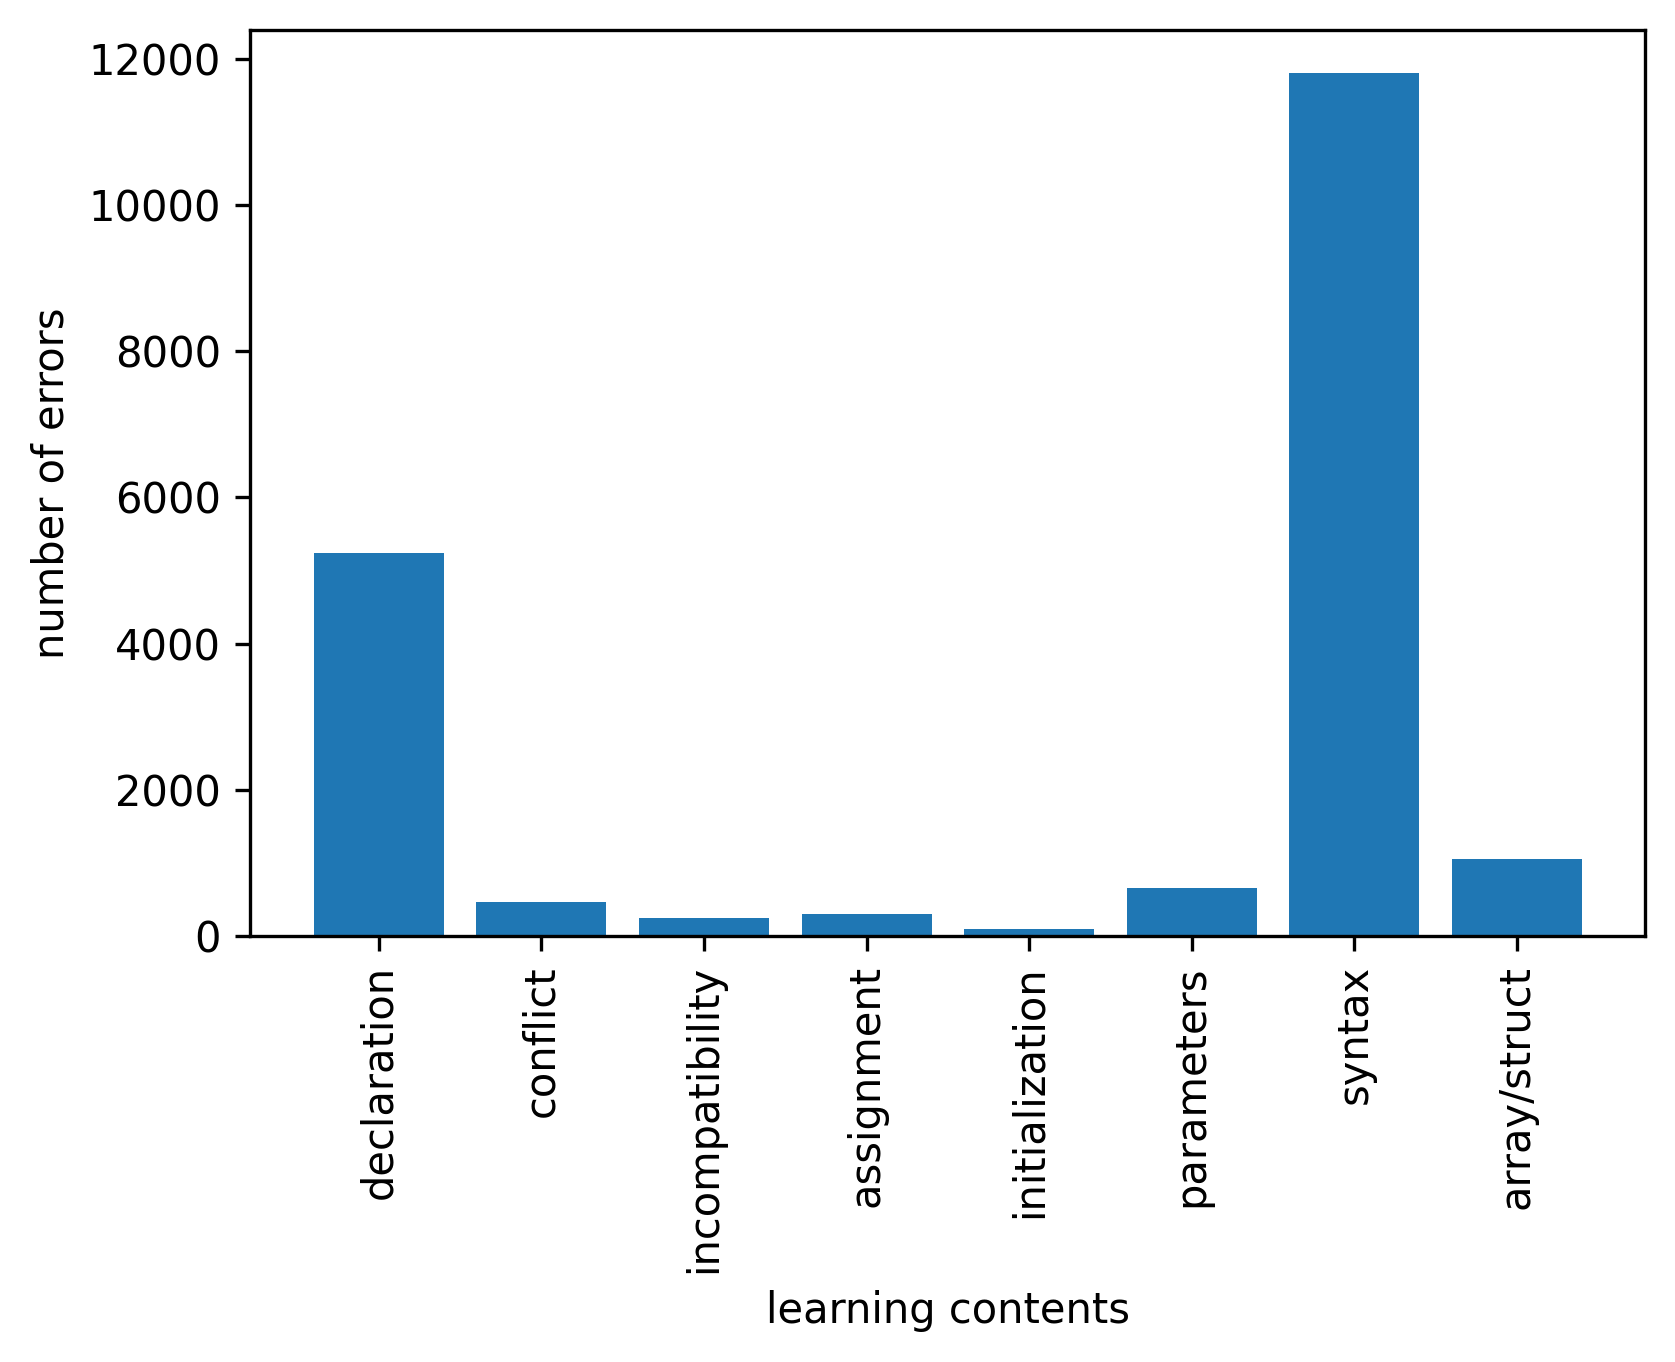 12000
10000
8000
6000
4000
2000
0
number of errors
declaration
conflict
incompatibility
assignment
initialization
parameters
syntax
array/struct
learning contents